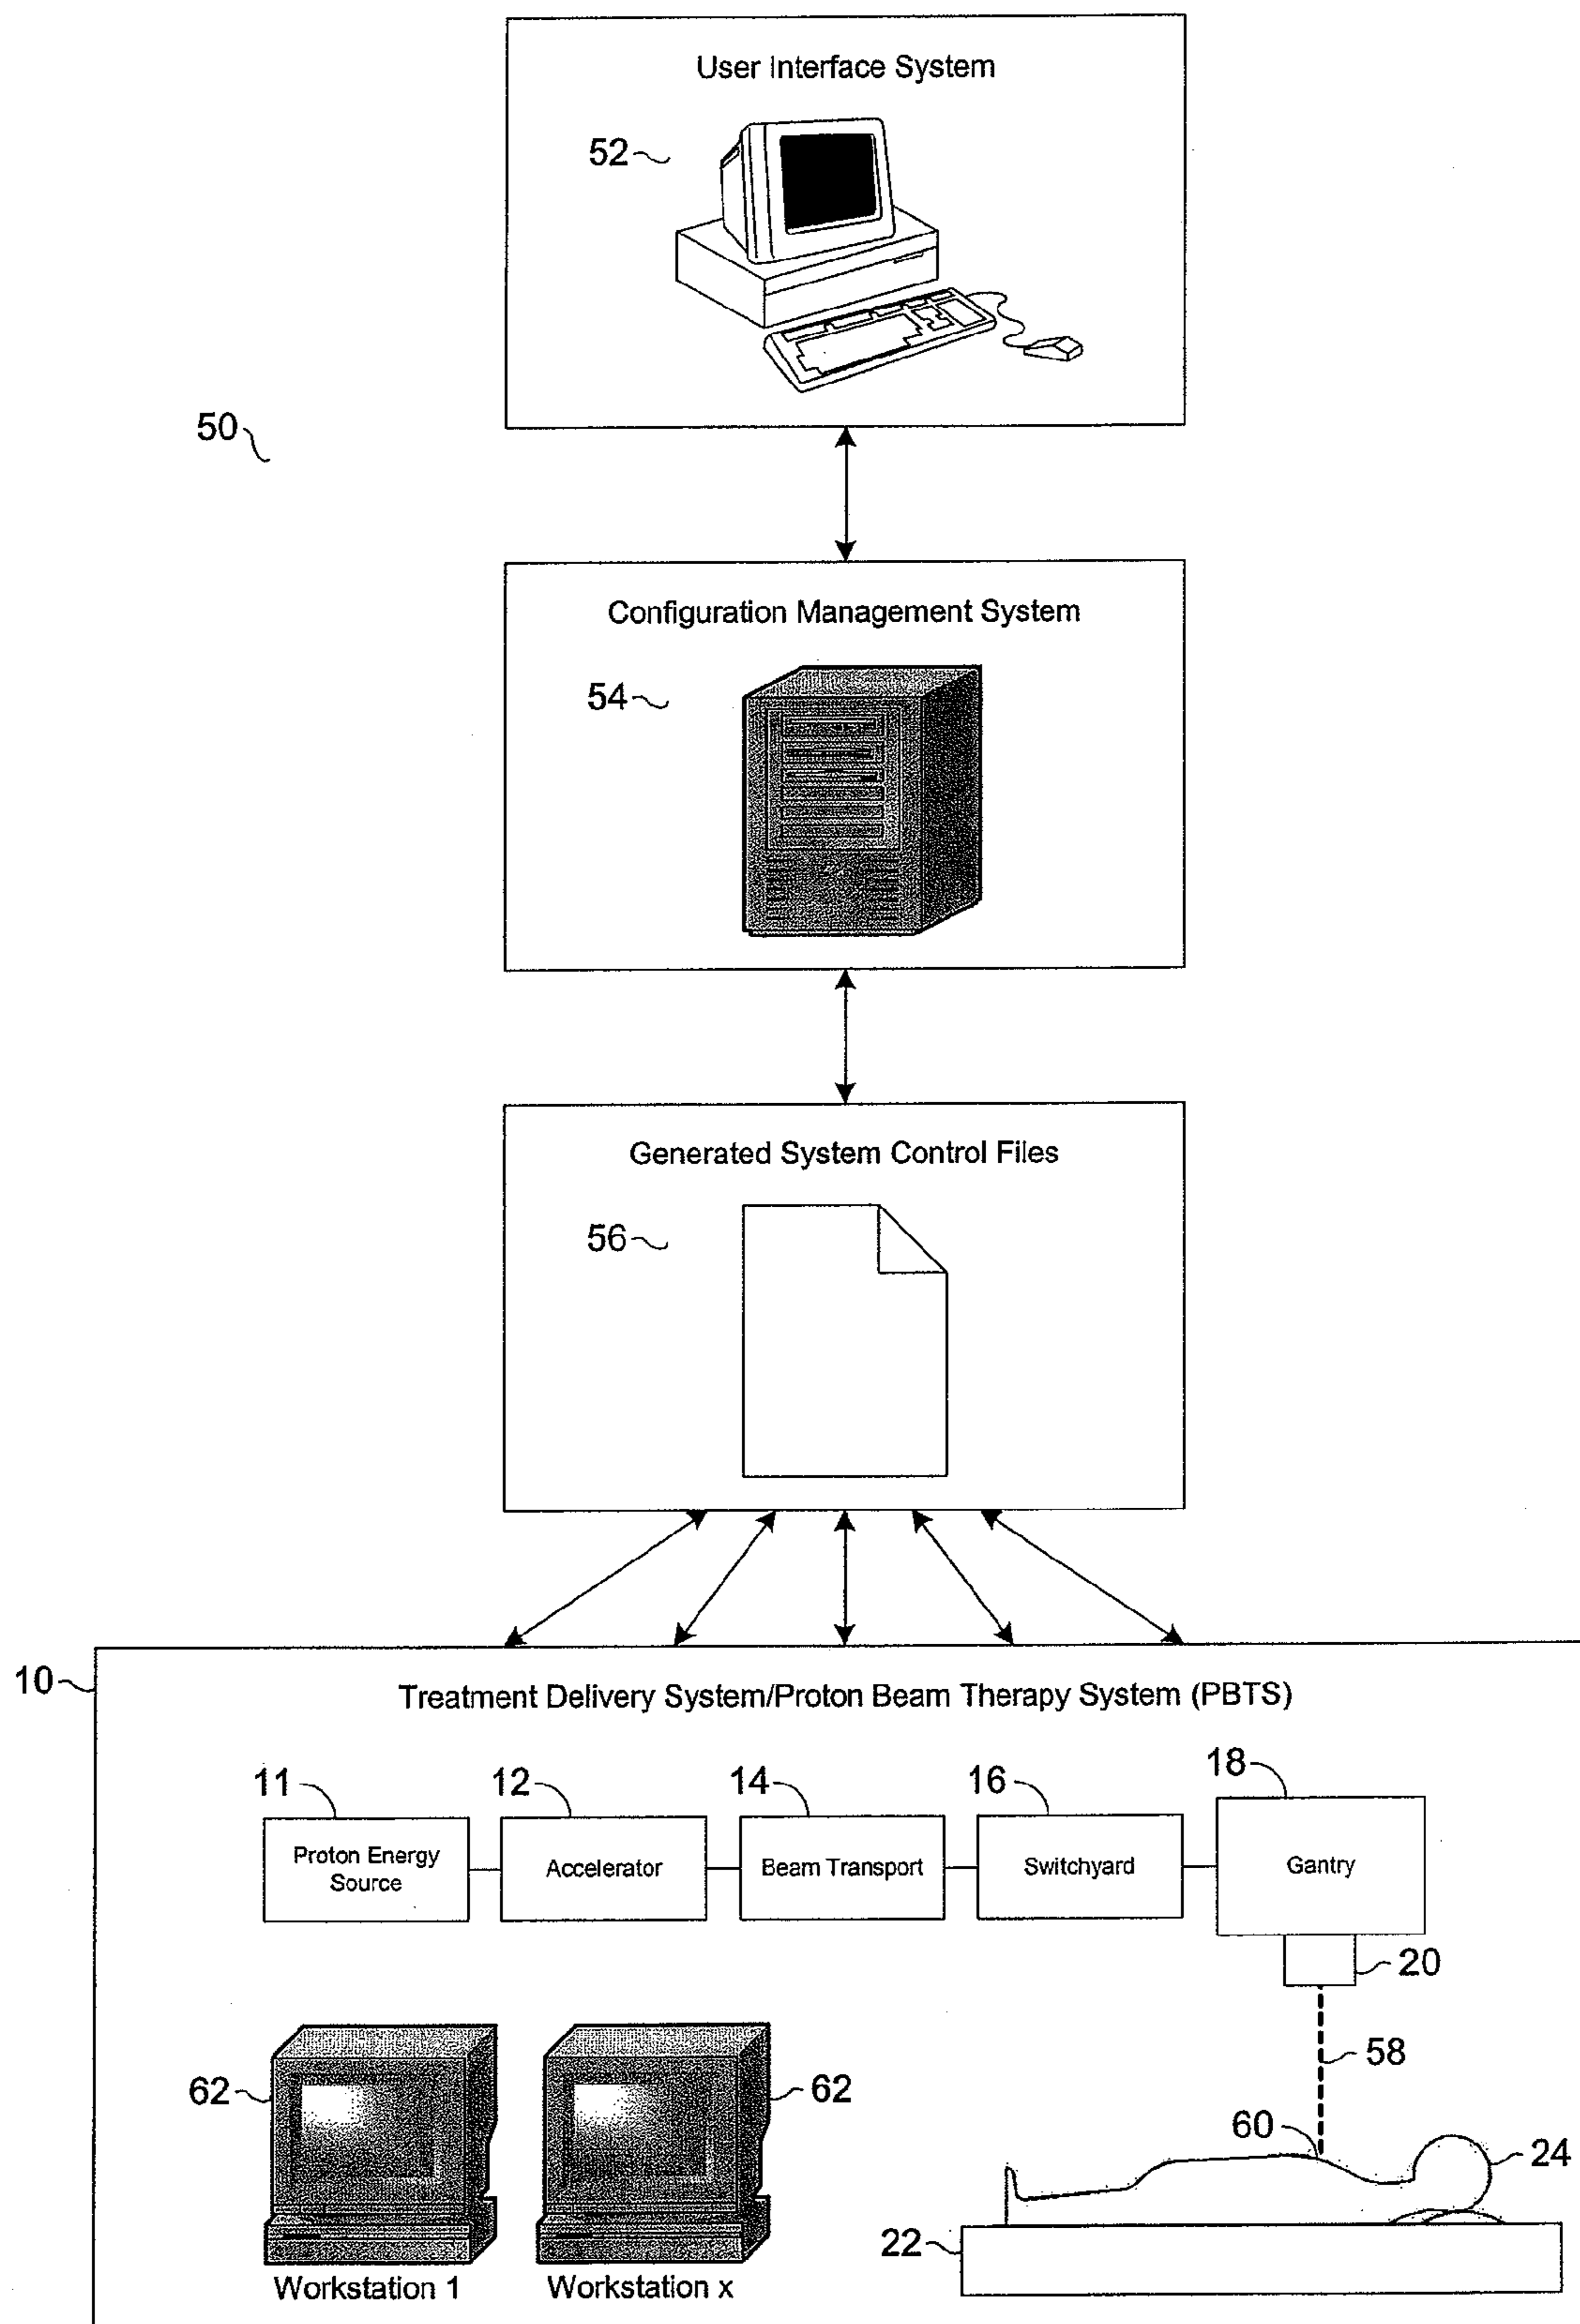 User Interface System
52
50
Configuration Management System
54
Generated System Control Files
56
10
Treatment Delivery System/Proton Beam Therapy System (PBTS)
11
12
14
16
18
Proton Energy
Source
Accelerator
Beam Transport
Switchyard
Gantry
20
58
62
62
60
24
22
Workstation 1
Workstation x